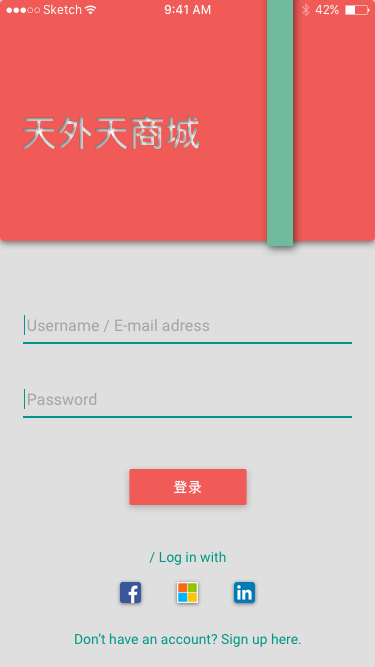 Sketch 9:41 AM 42%
天外天商城
Username / E-mail adress
Password
登录
/ Log in with
f in
Don't have an account? Sign up here.